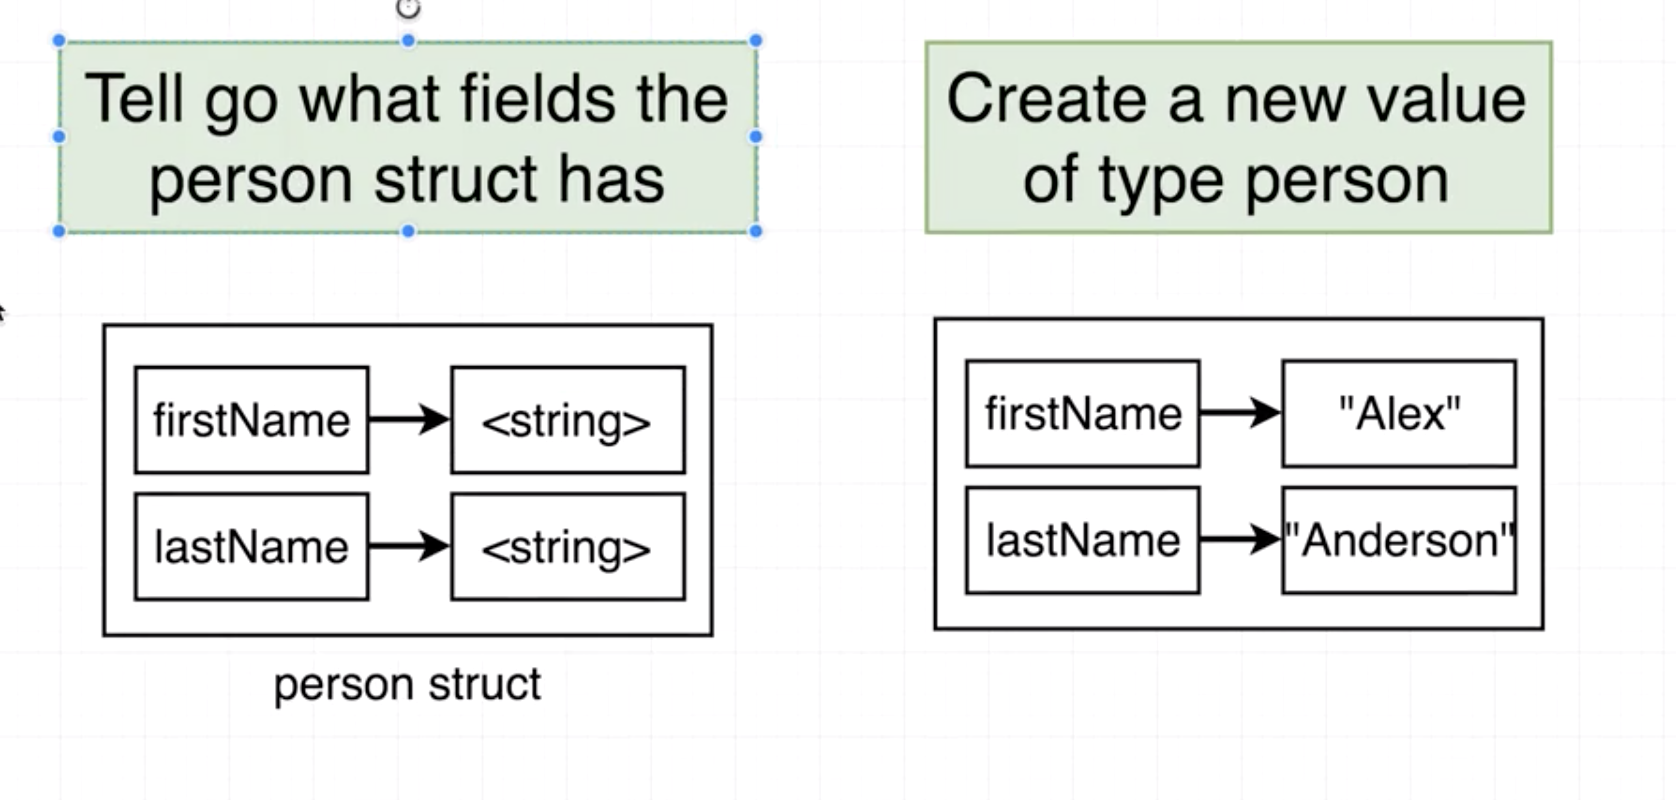 Tell go what fields the
person struct has
Create a new value
of type person
firstName
<string>
lastName
<string>
person struct
firstName
"Alex"
lastName
"Anderson"